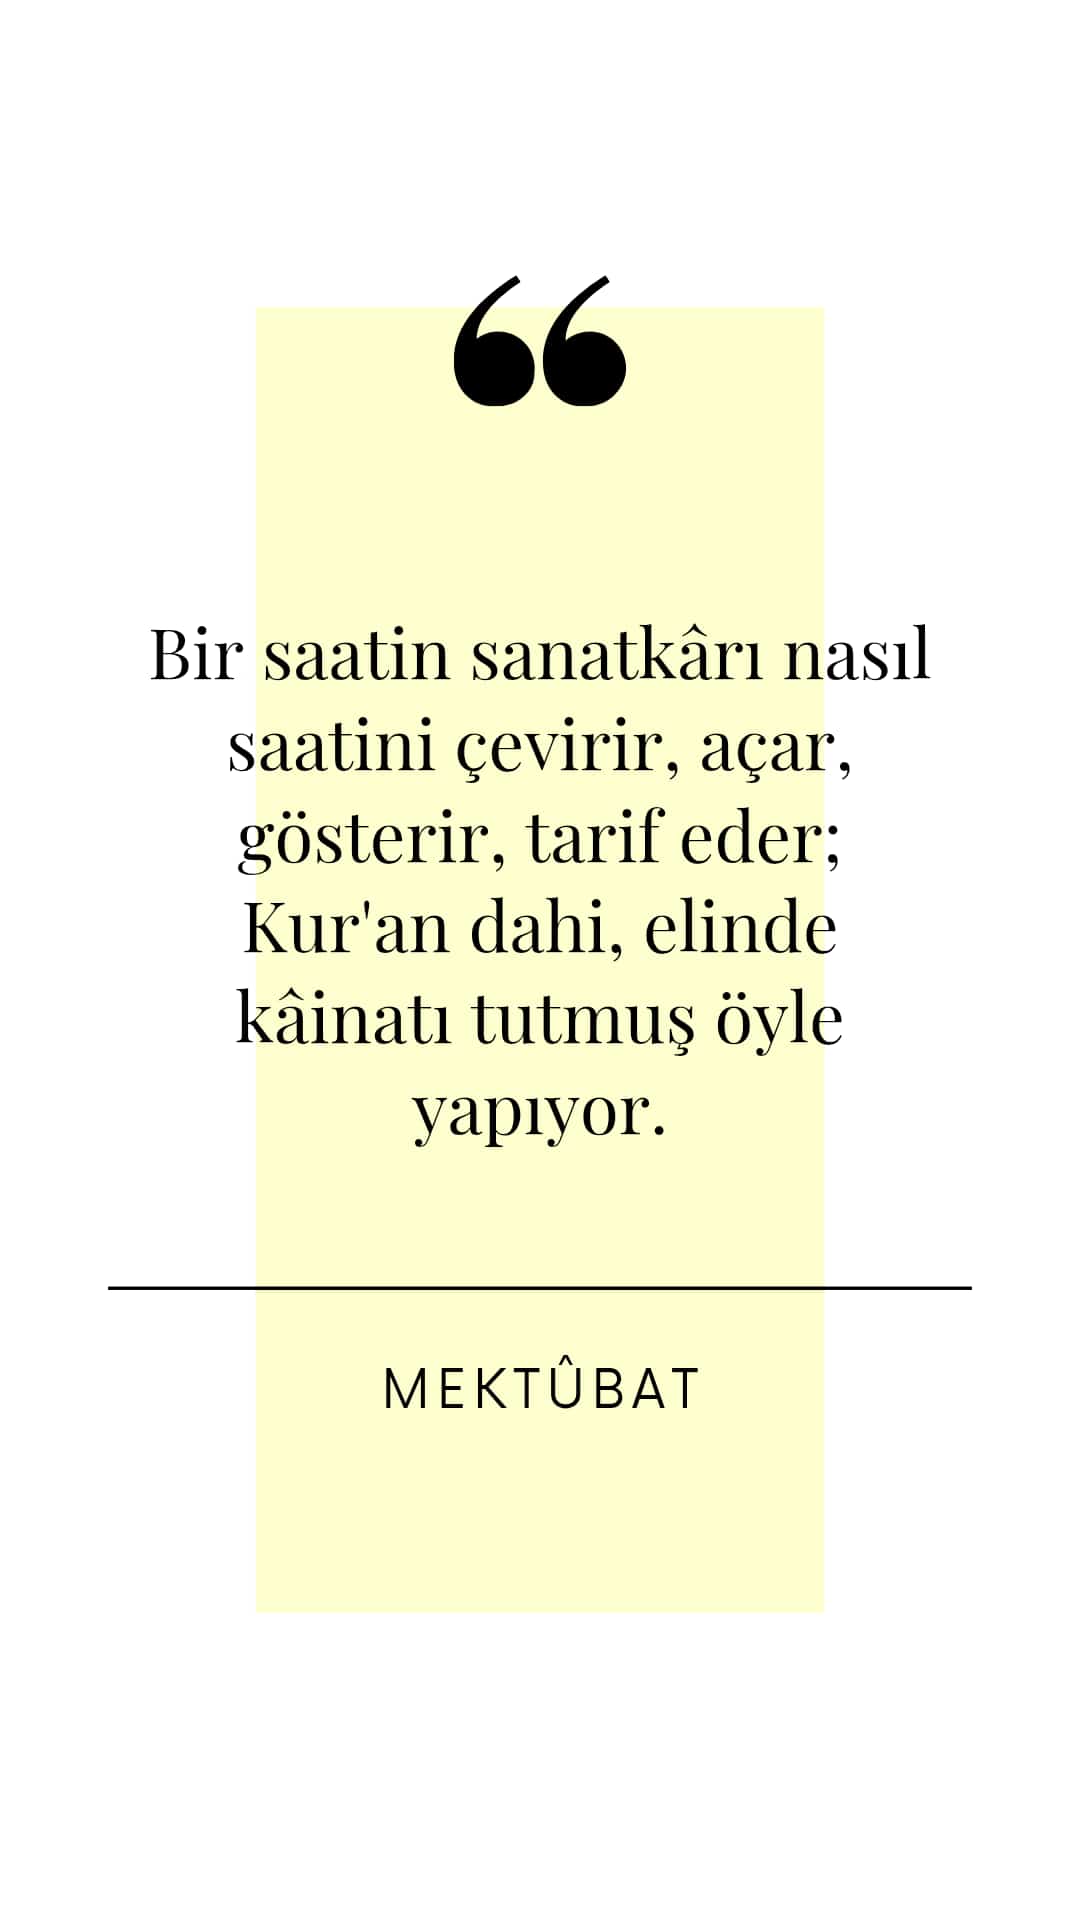 “
Bir saatin sanatkârı nasıl
saatini çevirir, açar,
gösterir, tarif eder;
Kur'an dahi, elinde
kâinatı tutmuş öyle
yapıyor.
MEKTÛBAT